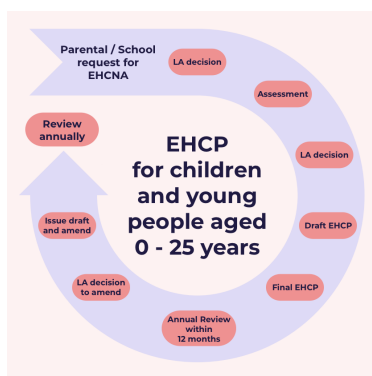 Parental / School
request for
EHCNA
LA decision
Assessment
LA decision
Draft EHCP
Final EHCP
Annual Review
within
12 months
LA decision
to amend
Issue draft
and amend
Review
annually
EHCP
for children
and young
people aged
0 - 25 years